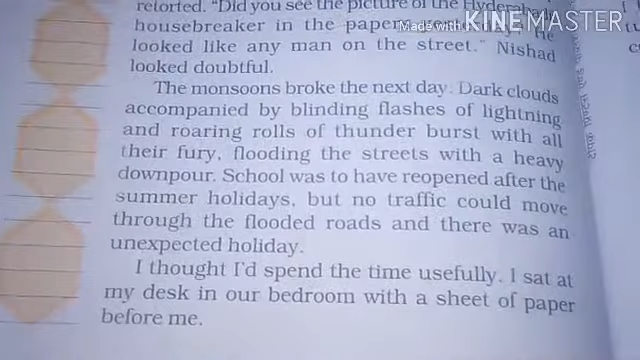 retorted. "Did you see the picture of the Hyderabad
housebreaker in the paper
looked like any man on the street." Nishad
looked doubtful.
The monsoons broke the next day. Dark clouds
accompanied by blinding flashes of lightning
and roaring rolls of thunder burst with all
their fury, flooding the streets with a heavy
downpour. School was to have reopened after the
summer holidays, but no traffic could move
through the flooded roads and there was an
unexpected holiday.
I thought I'd spend the time usefully. I sat at
my desk in our bedroom with a sheet of paper
before me.
Made with KINEMASTER